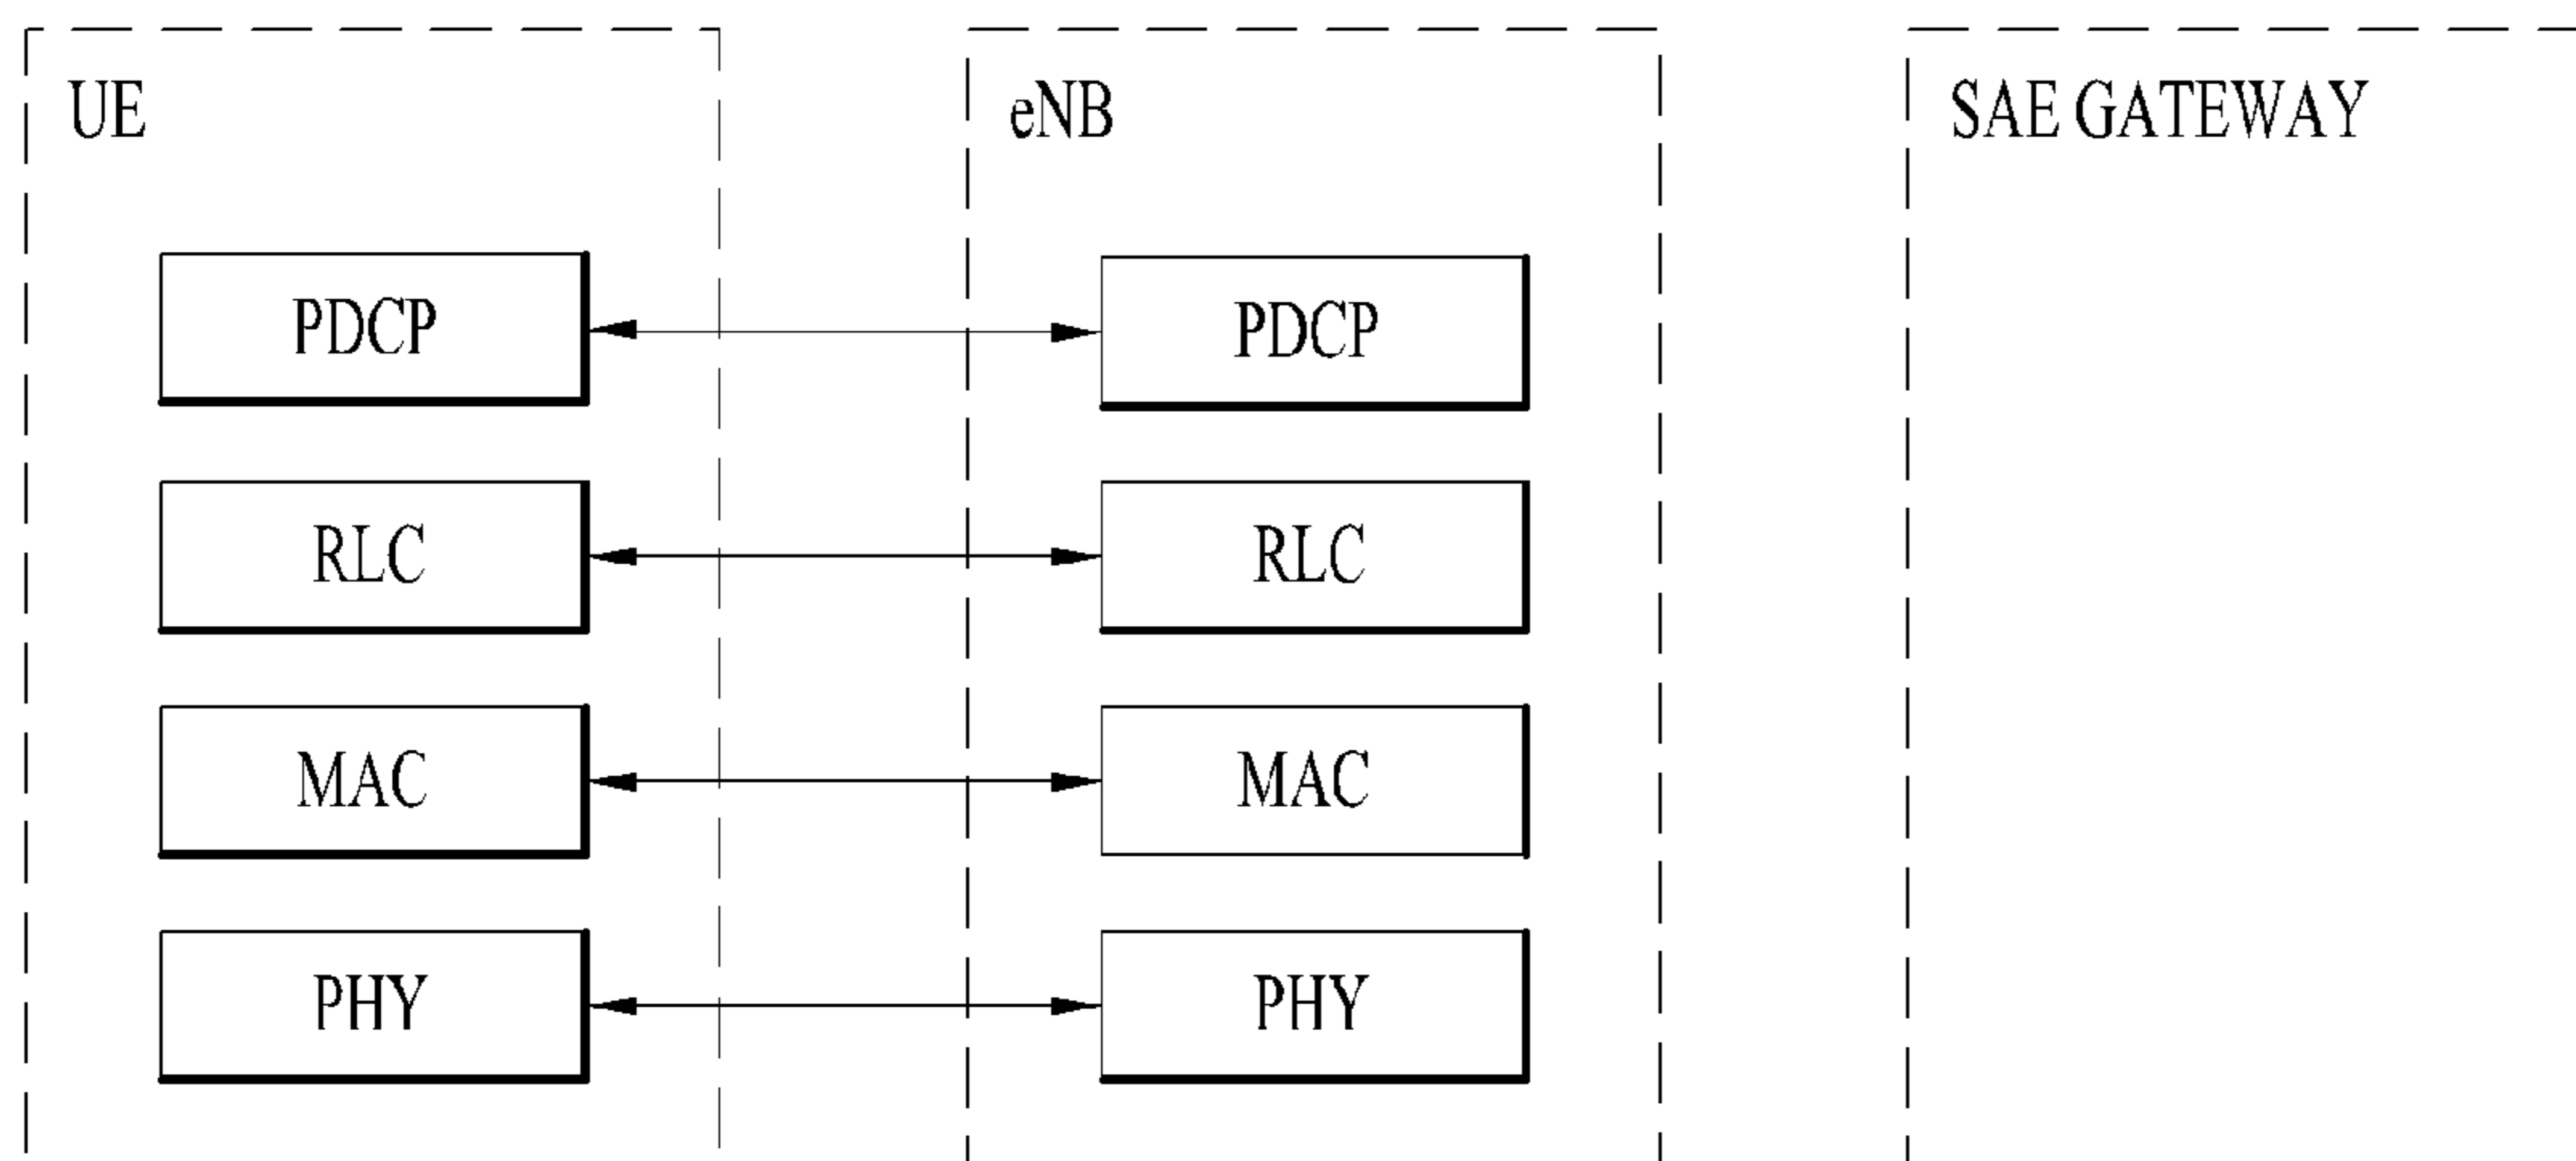 UE
eNB
SAE GATEWAY
PDCP
PDCP
RLC
RLC
MAC
MAC
PHY
PHY